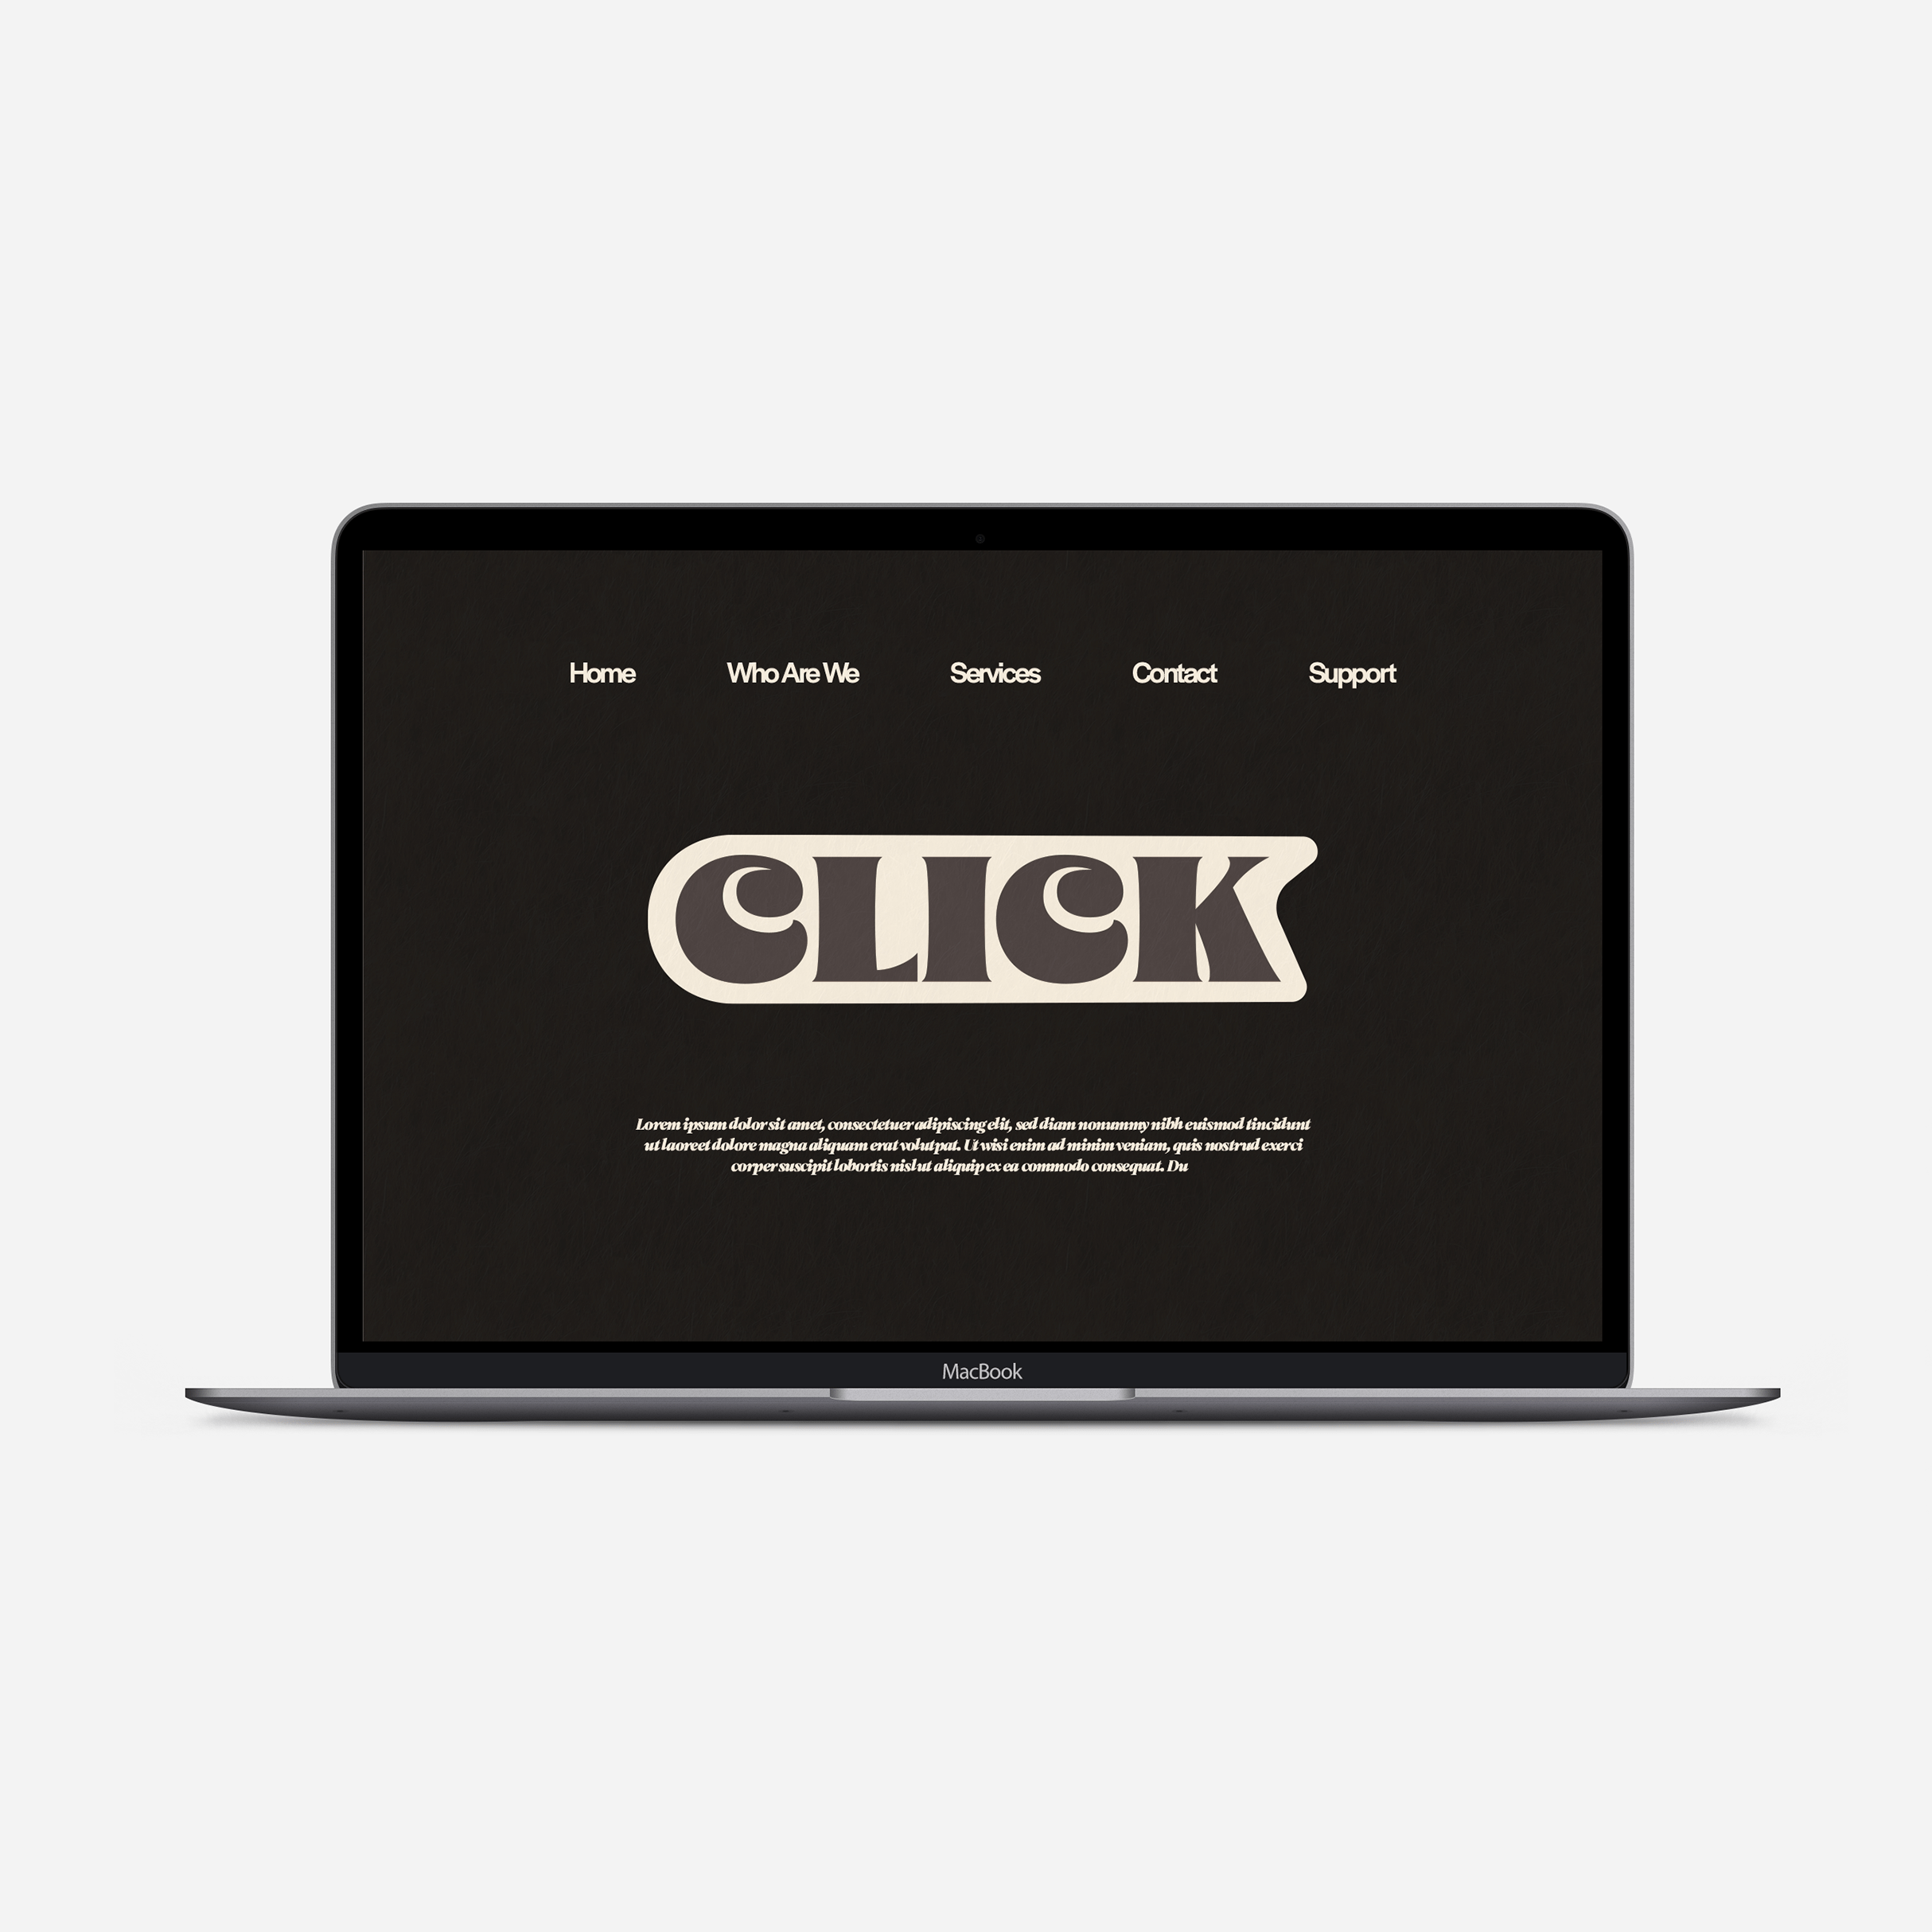 Home Who Are We Services Contact Support
CLICK
Lorem ipsum dolor sit amet, consectetuer adipiscing elit, sed diam nonummy nibh euismod tincidunt
ut laoreet dolore magna aliquam erat volutpat. Ut wisi enim ad minim veniam, quis nostrud exerci
corper suscipit lobortis nisl ut aliquip ex ea commodo consequat. Du
MacBook